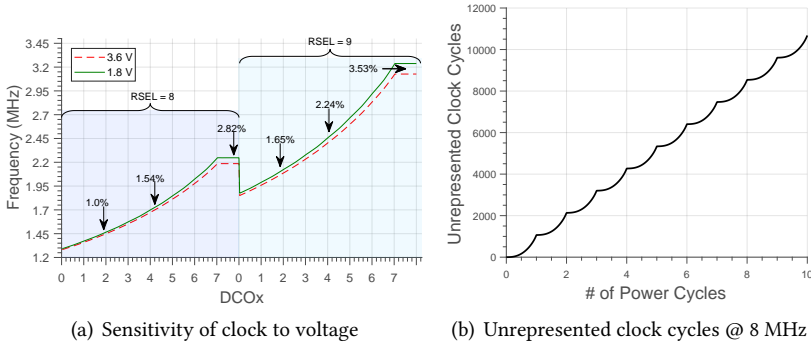 3.45
3.2
2.95
2.7
2.45
2.2
1.95
1.7
1.45
1.2
Frequency (MHz)
3.6 V
1.8 V
RSEL = 8
RSEL = 9
1.0%
1.54%
2.82%
1.65%
2.24%
3.53%
0 1 2 3 4 5 6 7 0 1 2 3 4 5 6 7
DCOx
(a) Sensitivity of clock to voltage
12000
10000
8000
6000
4000
2000
0
Unrepresented Clock Cycles
0 2 4 6 8 10
# of Power Cycles
(b) Unrepresented clock cycles @ 8 MHz